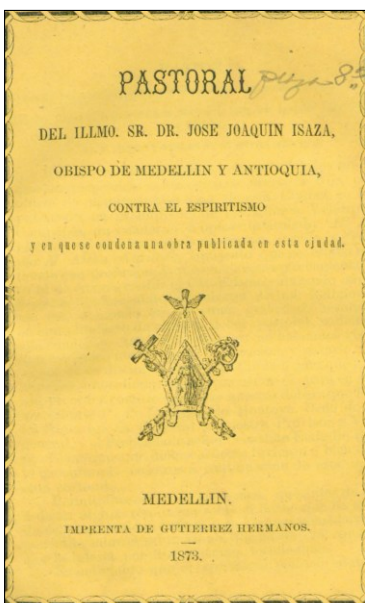 PASTORAL
DEL ILLMO. SR. DR. JOSE JOAQUIN ISAZA,
OBISPO DE MEDELLIN Y ANTIOQUIA,
CONTRA EL ESPIRITISMO
y en que se condena una obra publicada en esta ciudad.
MEDELLIN.
IMPRENTA DE GUTIERREZ HERMANOS.
1873.